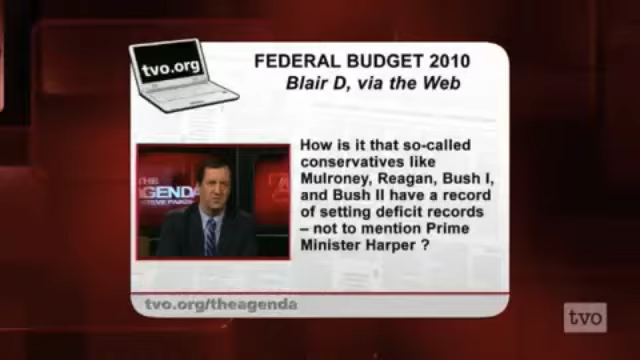 tvo.org
FEDERAL BUDGET 2010
Blair D, via the Web
How is it that so-called
conservatives like
Mulroney, Reagan, Bush I,
and Bush II have a record
of setting deficit records
– not to mention Prime
Minister Harper ?
THE
AGENDA
tvo.org/theagenda
tvo